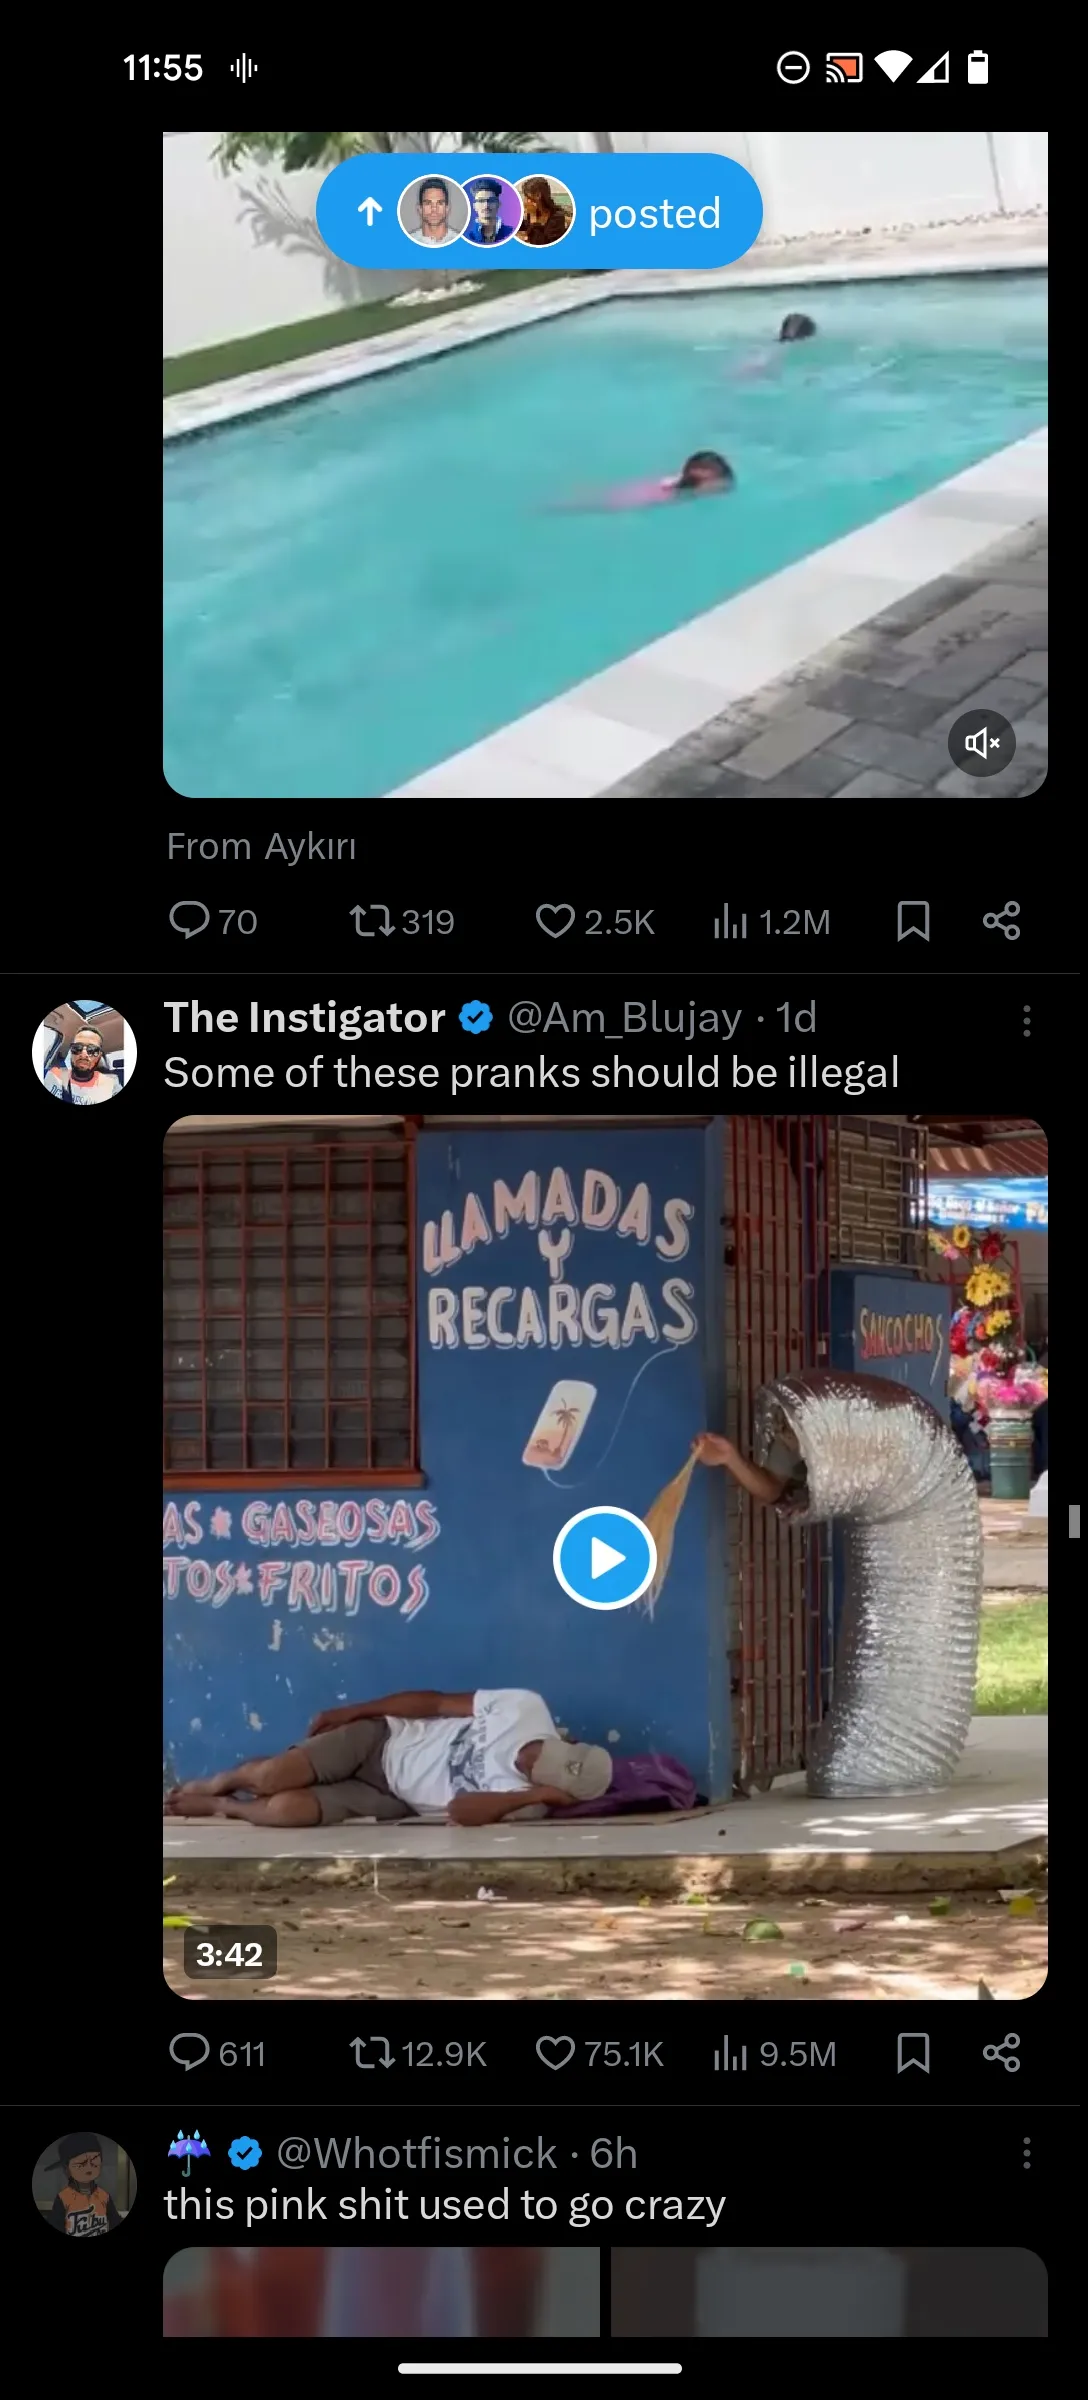 11:55
posted
From Aykırı
70 319 2.5K 1.2M
The Instigator @Am_Blujay · 1d
Some of these pranks should be illegal
LLAMADAS
Y
RECARGAS
SANCOCHOS
AS * GASEOSAS
TOS*FRITOS
3:42
611 12.9K 75.1K 9.5M
@Whotfismick · 6h
this pink shit used to go crazy